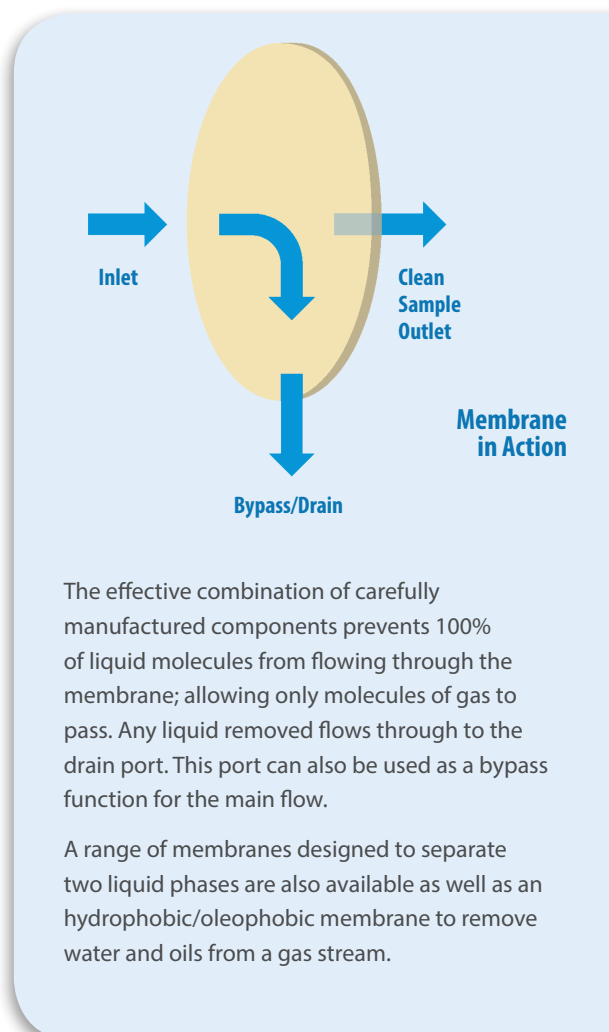 Inlet
Clean
Sample
Outlet
Membrane
in Action
Bypass/Drain
The effective combination of carefully
manufactured components prevents 100%
of liquid molecules from flowing through the
membrane; allowing only molecules of gas to
pass. Any liquid removed flows through to the
drain port. This port can also be used as a bypass
function for the main flow.
A range of membranes designed to separate
two liquid phases are also available as well as an
hydrophobic/oleophobic membrane to remove
water and oils from a gas stream.